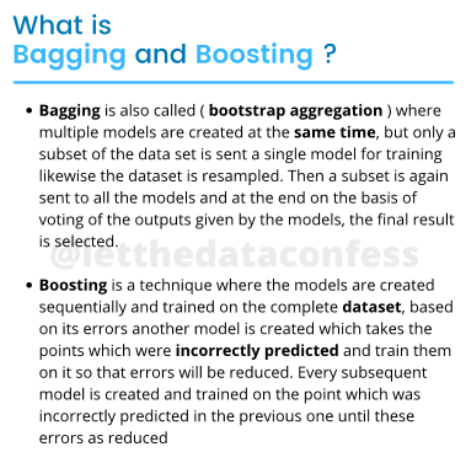 What is
Bagging and Boosting ?
• Bagging is also called ( bootstrap aggregation ) where
multiple models are created at the same time, but only a
subset of the data set is sent a single model for training
likewise the dataset is resampled. Then a subset is again
sent to all the models and at the end on the basis of
voting of the outputs given by the models, the final result
is selected.
@letthedataconfess
• Boosting is a technique where the models are created
sequentially and trained on the complete dataset, based
on its errors another model is created which takes the
points which were incorrectly predicted and train them
on it so that errors will be reduced. Every subsequent
model is created and trained on the point which was
incorrectly predicted in the previous one until these
errors as reduced